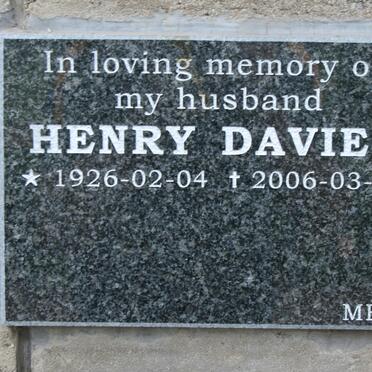 In loving memory o
my husband
HENRY DAVIE
★ 1926-02-04 ✝ 2006-03-